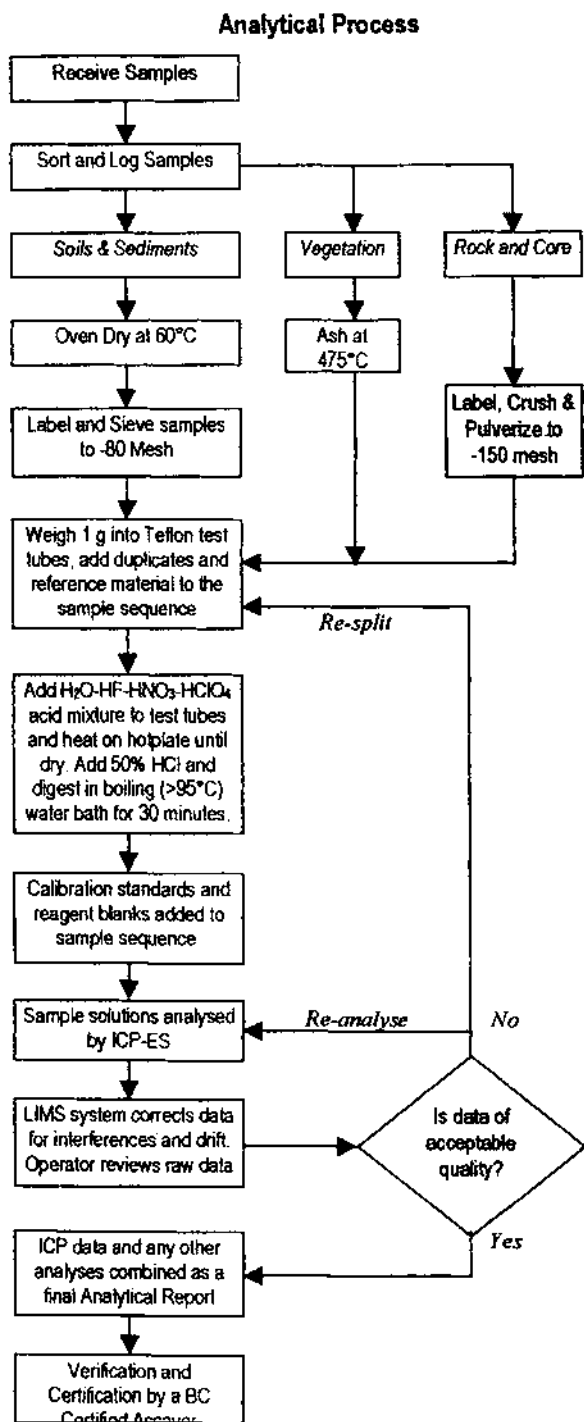 Analytical Process
Receive Samples
Sort and Log Samples
Soils & Sediments
Vegetation
Rock and Core
Oven Dry at 60°C
Ash at
475°C
Label and Sieve samples
to -80 Mesh
Label, Crush &
Pulverize to
-150 mesh
Weigh 1 g into Teflon test
tubes, add duplicates and
reference material to the
sample sequence
Re-split
Add H₂O-HF-HNO₃-HClO₄
acid mixture to test tubes
and heat on hotplate until
dry. Add 50% HCl and
digest in boiling (>95°C)
water bath for 30 minutes.
Calibration standards and
reagent blanks added to
sample sequence
Sample solutions analysed
by ICP-ES
Re-analyse
No
LIMS system corrects data
for interferences and drift.
Operator reviews raw data
Is data of
acceptable
quality?
Yes
ICP data and any other
analyses combined as a
final Analytical Report
Verification and
Certification by a BC
Certified Assayer